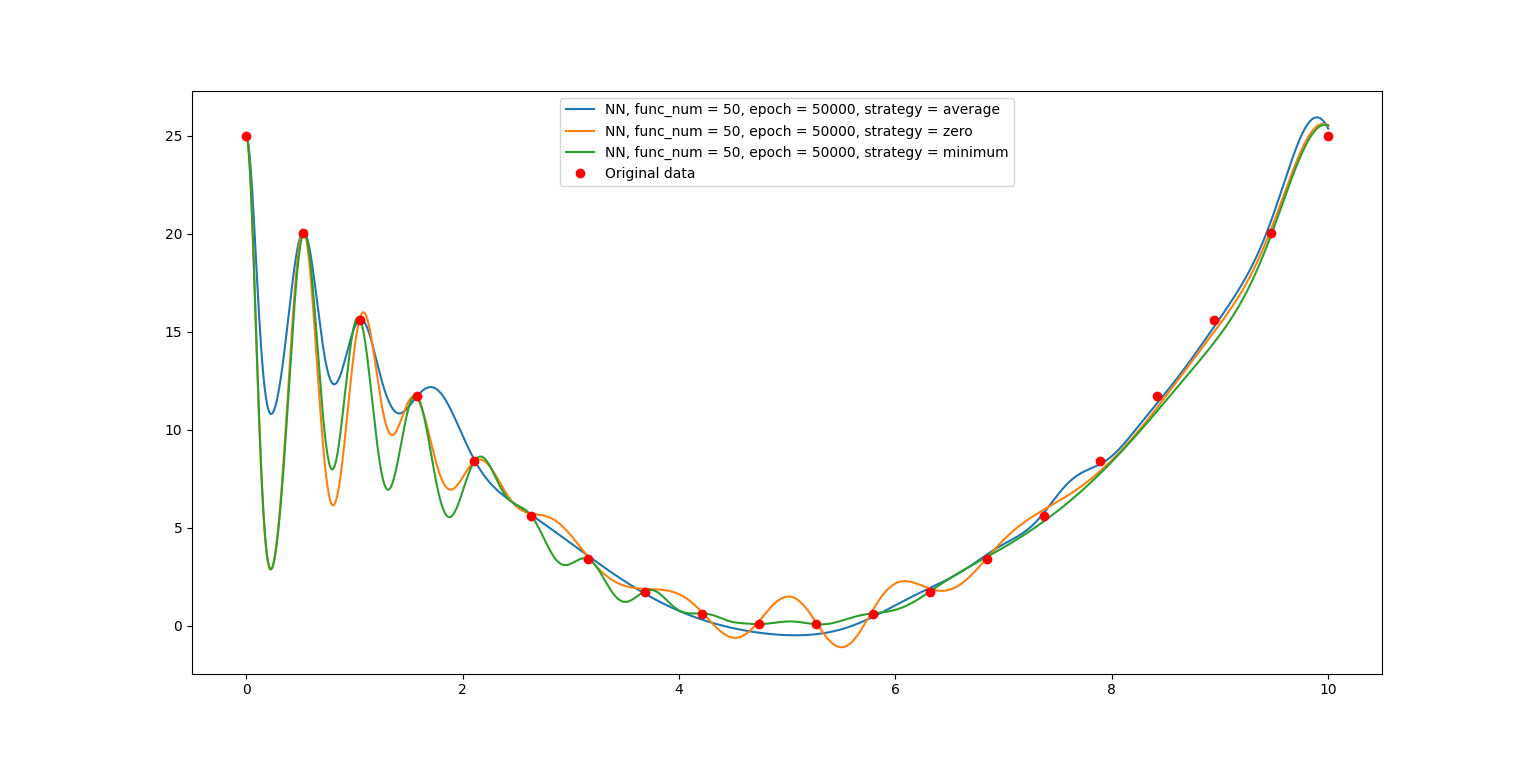 NN, func_num = 50, epoch = 50000, strategy = average
NN, func_num = 50, epoch = 50000, strategy = zero
NN, func_num = 50, epoch = 50000, strategy = minimum
Original data
25
20
15
10
5
0
0 2 4 6 8 10